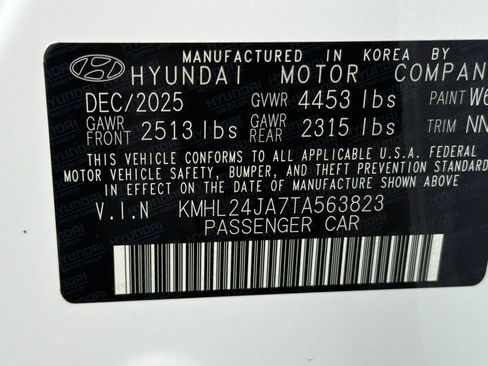 MANUFACTURED IN KOREA BY
HYUNDAI MOTOR COMPAN
DEC/2025 GVWR 4453 lbs PAINT W6
GAWR FRONT 2513 lbs GAWR REAR 2315 lbs TRIM NN
THIS VEHICLE CONFORMS TO ALL APPLICABLE U.S.A. FEDERAL
MOTOR VEHICLE SAFETY, BUMPER, AND THEFT PREVENTION STANDARD
IN EFFECT ON THE DATE OF MANUFACTURE SHOWN ABOVE.
V.I.N KMHL24JA7TA563823
PASSENGER CAR